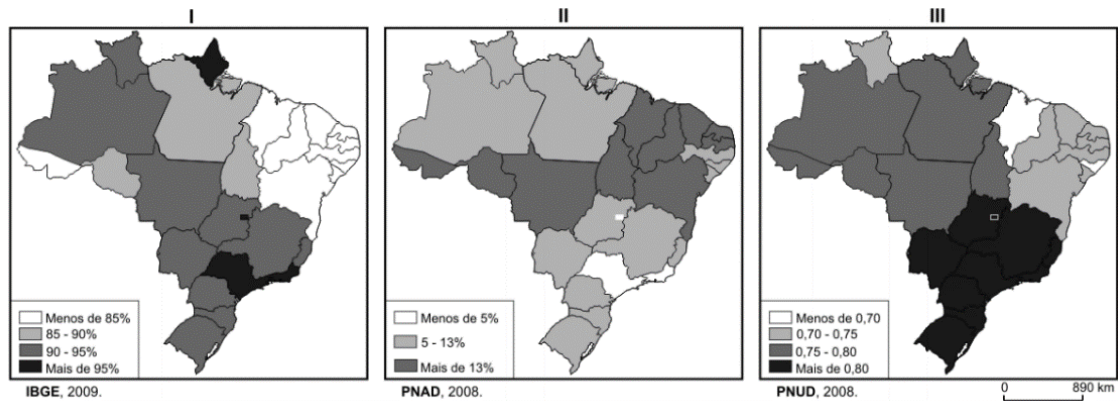 I
II
III
Menos de 85%
85 - 90%
90 - 95%
Mais de 95%
Menos de 5%
5 - 13%
Mais de 13%
Menos de 0,70
0,70 - 0,75
0,75 - 0,80
Mais de 0,80
IBGE, 2009.
PNAD, 2008.
PNUD, 2008.
0 890 km